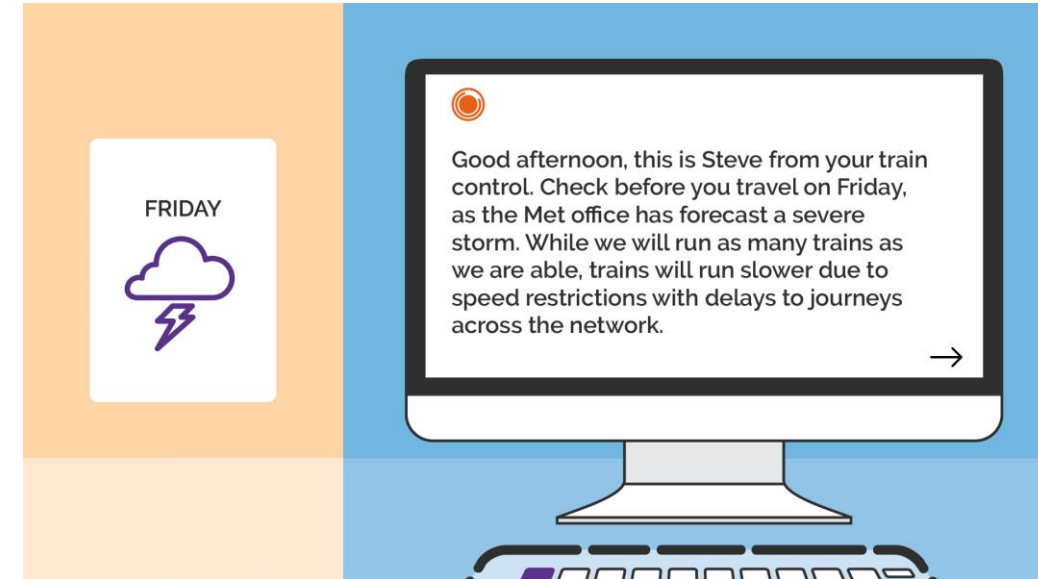 FRIDAY
Good afternoon, this is Steve from your train
control. Check before you travel on Friday,
as the Met office has forecast a severe
storm. While we will run as many trains as
we are able, trains will run slower due to
speed restrictions with delays to journeys
across the network.